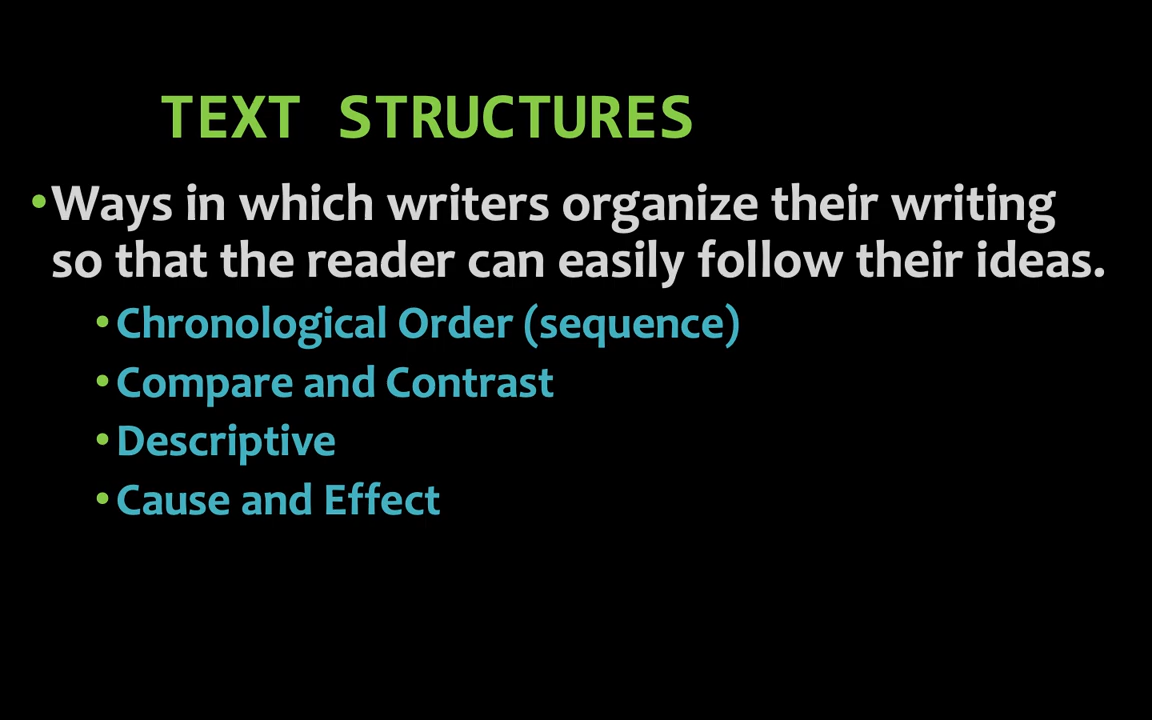 TEXT STRUCTURES
•Ways in which writers organize their writing
so that the reader can easily follow their ideas.
•Chronological Order (sequence)
•Compare and Contrast
•Descriptive
•Cause and Effect